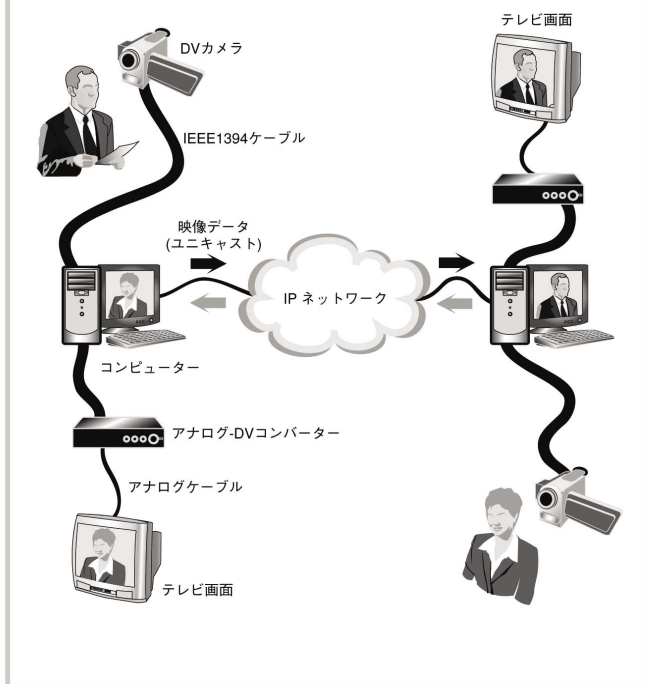 テレビ画面
DVカメラ
IEEE1394ケーブル
映像データ
(ユニキャスト)
IP ネットワーク
コンピューター
アナログ-DVコンバーター
アナログケーブル
テレビ画面